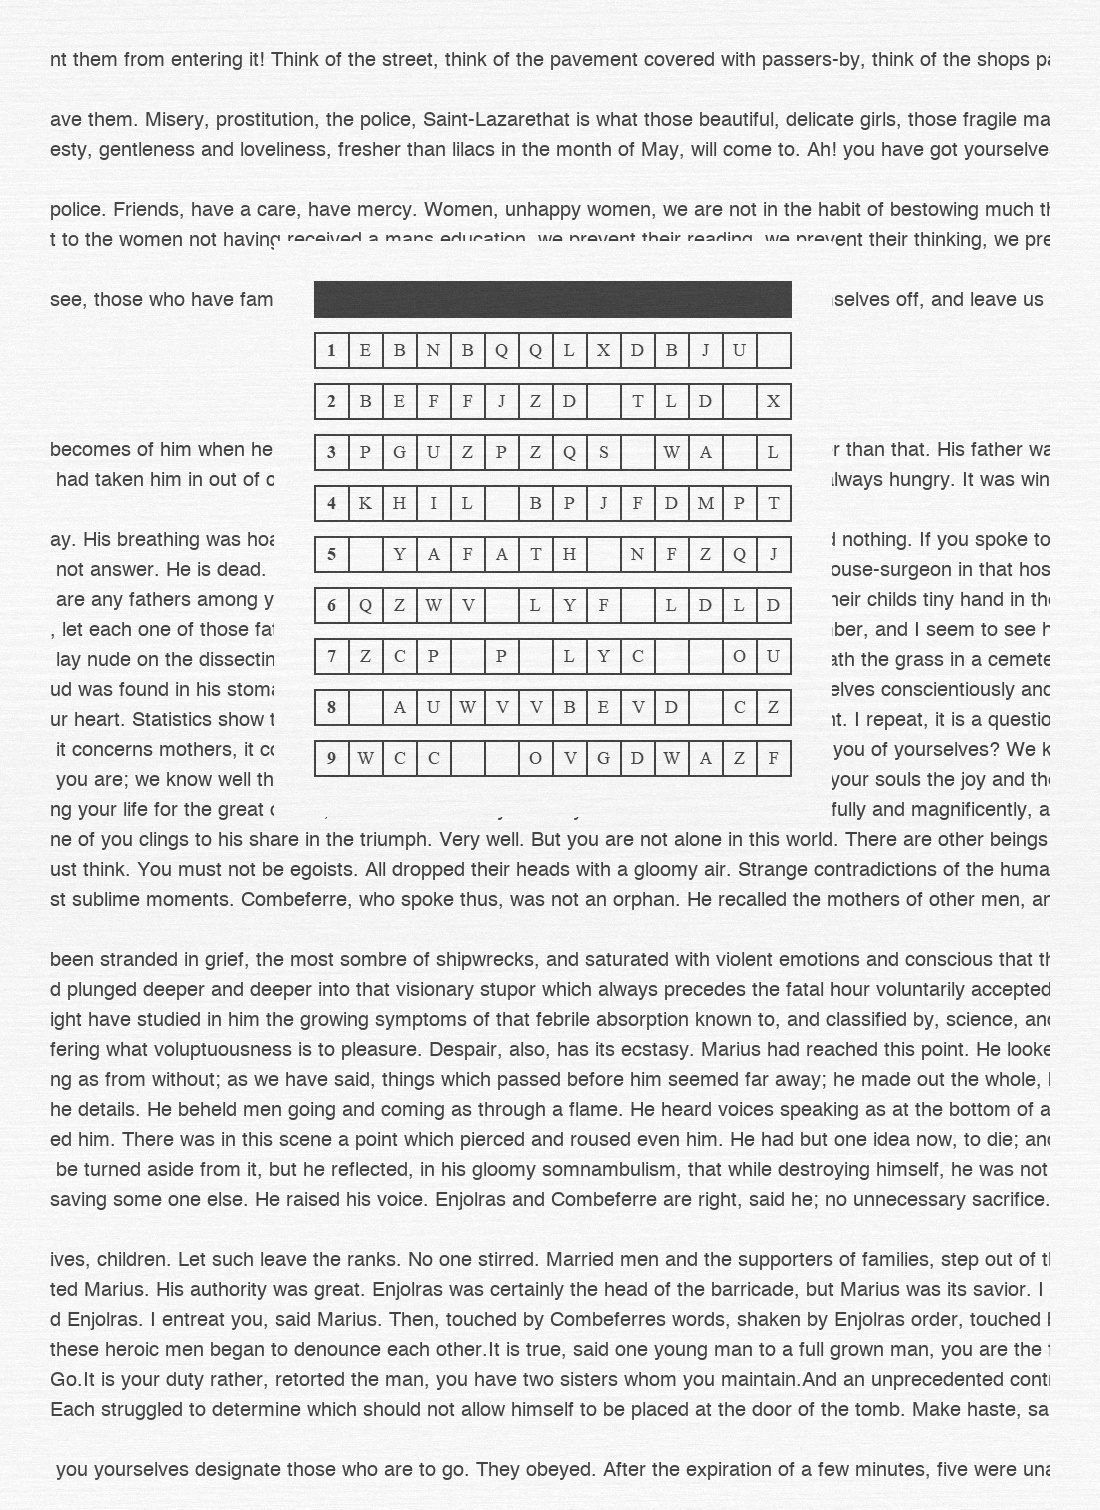 nt them from entering it! Think of the street, think of the pavement covered with passers-by, think of the shops
ave them. Misery, prostitution, the police, Saint-Lazarethat is what those beautiful, delicate girls, those fragile
esty, gentleness and loveliness, fresher than lilacs in the month of May, will come to. Ah! you have got yourselve
police. Friends, have a care, have mercy. Women, unhappy women, we are not in the habit of bestowing much
t to the women not having received a mans education, we prevent their reading, we prevent their thinking, we pre
see, those who have fam selves off, and leave us
1 E B N B Q Q L X D B J U
2 B E F F J Z D T L D X
becomes of him when he r than that. His father wa
3 P G U Z P Z Q S W A L
had taken him in out of always hungry. It was win
4 K H I L B P J F D M P T
ay. His breathing was hoa d nothing. If you spoke to
5 Y A F A T H N F Z Q J
not answer. He is dead. ouse-surgeon in that hos
are any fathers among y heir childs tiny hand in the
6 Q Z W V L Y F L D L D
, let each one of those fat ber, and I seem to see
7 Z C P P L Y C O U
lay nude on the dissectin ath the grass in a cemete
ud was found in his stoma elves conscientiously and
8 A U W V V B E V D C Z
ur heart. Statistics show t nt. I repeat, it is a questio
it concerns mothers, it co you of yourselves? We k
9 W C C O V G D W A Z F
you are; we know well th your souls the joy and the
ng your life for the great fully and magnificently, a
ne of you clings to his share in the triumph. Very well. But you are not alone in this world. There are other beings
ust think. You must not be egoists. All dropped their heads with a gloomy air. Strange contradictions of the huma
st sublime moments. Combeferre, who spoke thus, was not an orphan. He recalled the mothers of other men, an
been stranded in grief, the most sombre of shipwrecks, and saturated with violent emotions and conscious that
d plunged deeper and deeper into that visionary stupor which always precedes the fatal hour voluntarily accepted
ight have studied in him the growing symptoms of that febrile absorption known to, and classified by, science, and
fering what voluptuousness is to pleasure. Despair, also, has its ecstasy. Marius had reached this point. He looke
ng as from without; as we have said, things which passed before him seemed far away; he made out the whole,
he details. He beheld men going and coming as through a flame. He heard voices speaking as at the bottom of a
ed him. There was in this scene a point which pierced and roused even him. He had but one idea now, to die; and
be turned aside from it, but he reflected, in his gloomy somnambulism, that while destroying himself, he was not
saving some one else. He raised his voice. Enjolras and Combeferre are right, said he; no unnecessary sacrifice.
ives, children. Let such leave the ranks. No one stirred. Married men and the supporters of families, step out of
ted Marius. His authority was great. Enjolras was certainly the head of the barricade, but Marius was its savior. I
d Enjolras. I entreat you, said Marius. Then, touched by Combeferres words, shaken by Enjolras order, touched
these heroic men began to denounce each other.It is true, said one young man to a full grown man, you are the
Go.It is your duty rather, retorted the man, you have two sisters whom you maintain.And an unprecedented cont
Each struggled to determine which should not allow himself to be placed at the door of the tomb. Make haste, sa
you yourselves designate those who are to go. They obeyed. After the expiration of a few minutes, five were una